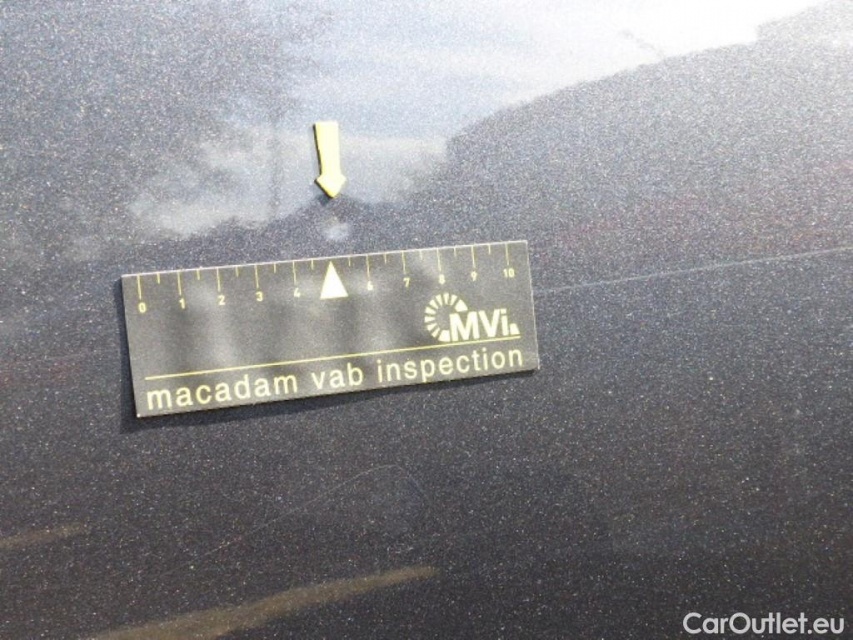 0 1 2 3 4 6 7 8 9 10
MVi.
macadam vab inspection
CarOutlet.eu